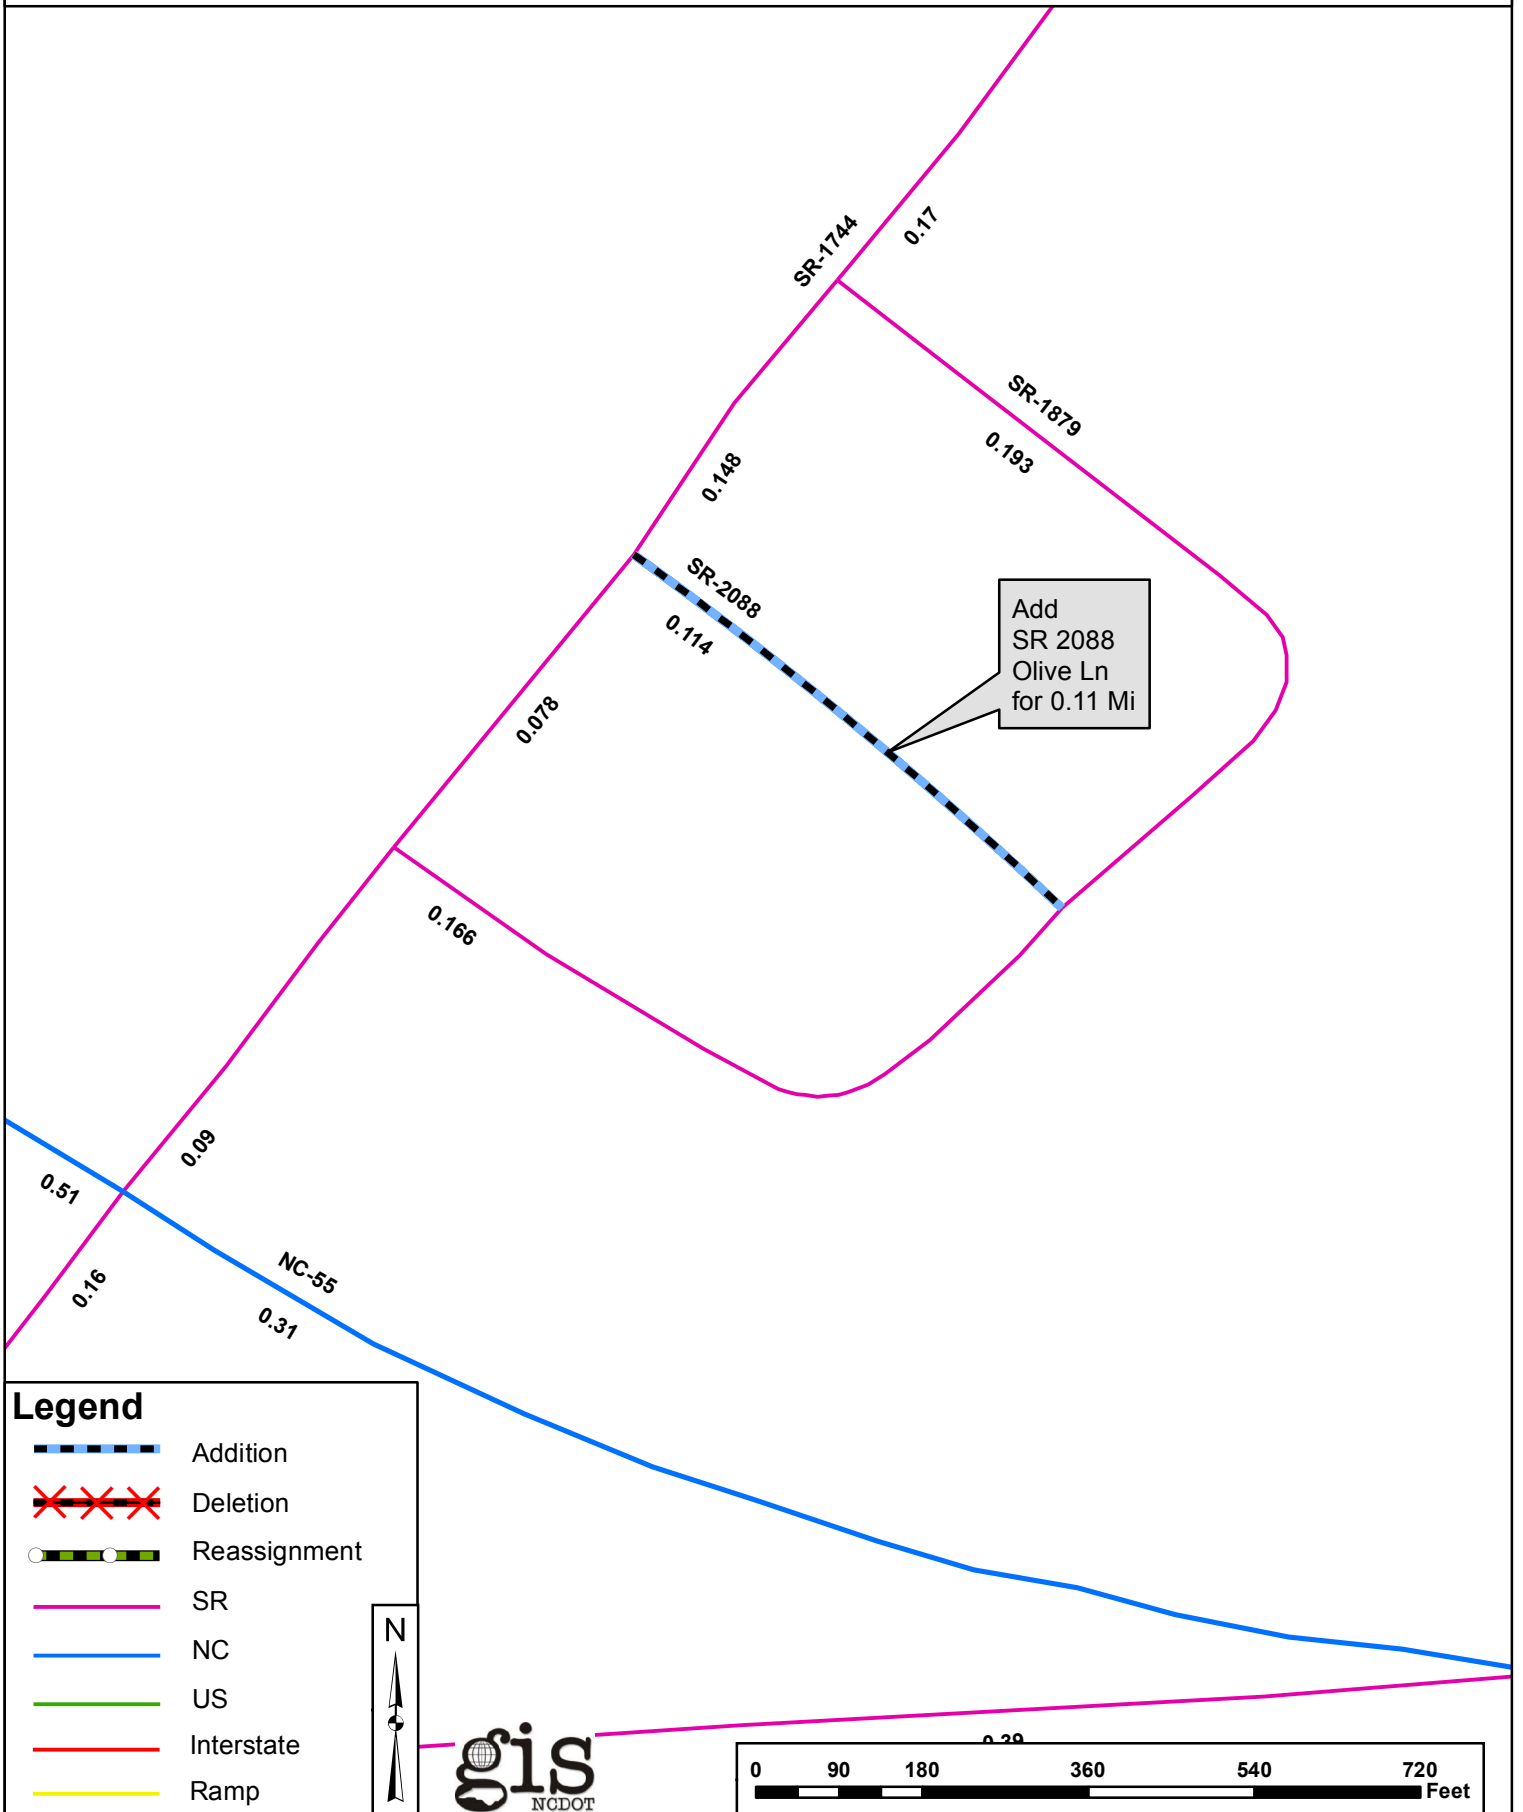 SR-1744
0.17
SR-1879
0.193
0.148
SR-2088
0.114
Add
SR 2088
Olive Ln
for 0.11 Mi
0.078
0.166
0.09
0.51
0.16
NC-55
0.31
Legend
Addition
Deletion
Reassignment
SR
NC
US
Interstate
Ramp
N
gis
NCDOT
0 90 180 360 540 720
Feet